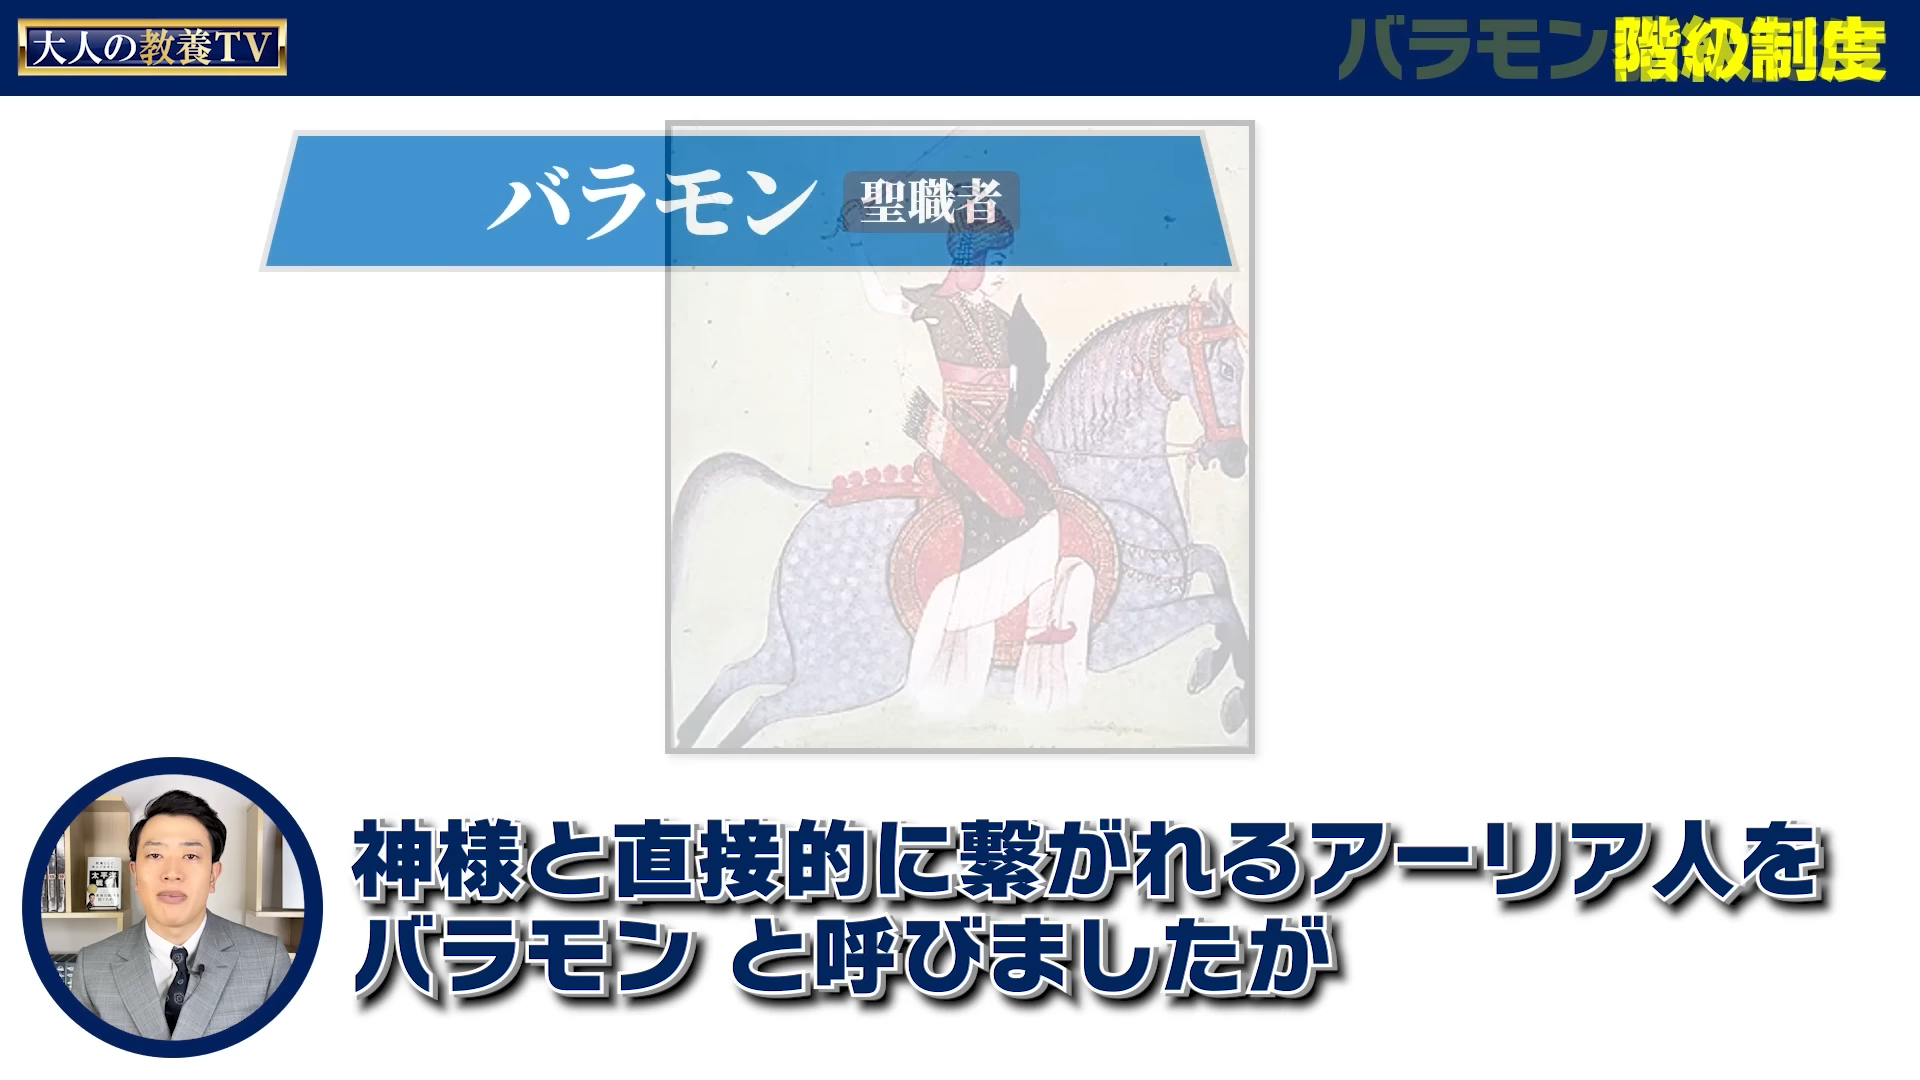 大人の教養TV
バラモン
階級制度
バラモン 聖職者
神様と直接的に繋がれるアーリア人を
バラモン と呼びましたが